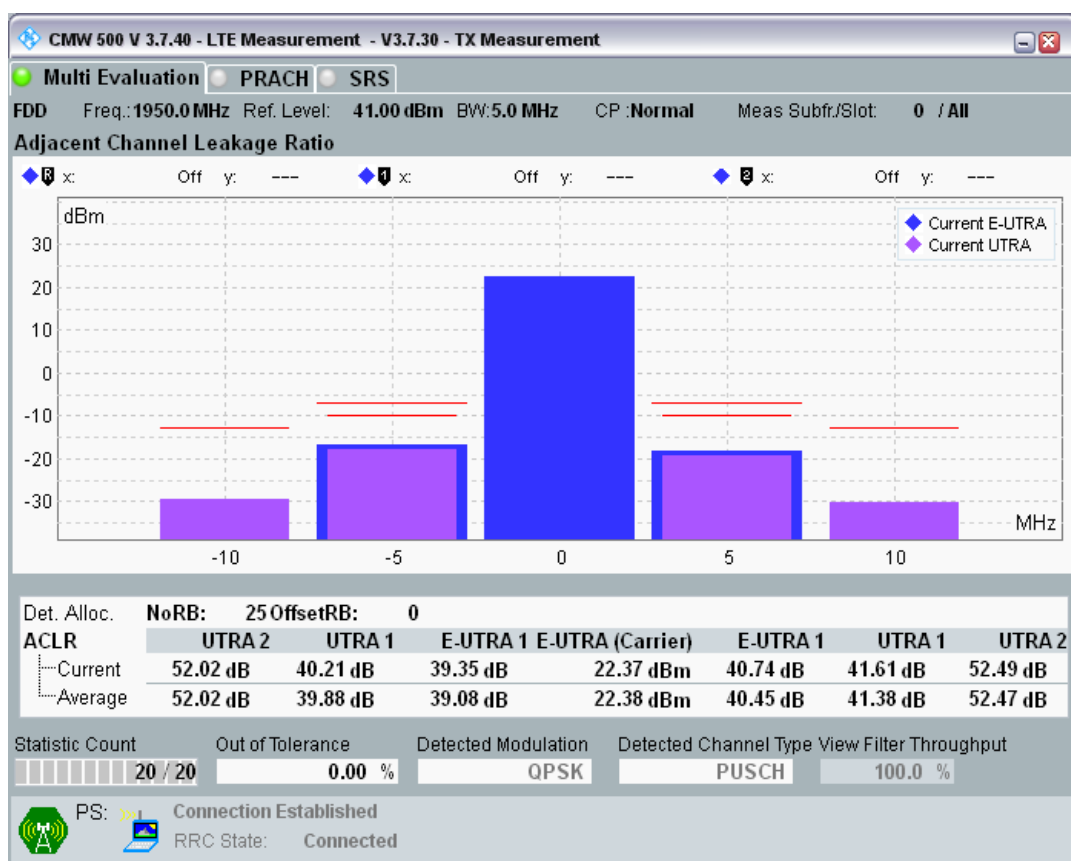 CMW 500 V 3.7.40 - LTE Measurement - V3.7.30 - TX Measurement
Multi Evaluation PRACH SRS
FDD Freq.: 1950.0 MHz Ref. Level: 41.00 dBm BW: 5.0 MHz CP : Normal Meas Subfr./Slot: 0 / All
Adjacent Channel Leakage Ratio
R x: Off y: --- 1 x: Off y: --- 2 x: Off y: ---
dBm
Current E-UTRA
Current UTRA
30
20
10
0
-10
-20
-30
MHz
-10 -5 0 5 10
Det. Alloc. NoRB: 25 OffsetRB: 0
ACLR UTRA 2 UTRA 1 E-UTRA 1 E-UTRA (Carrier) E-UTRA 1 UTRA 1 UTRA 2
Current 52.02 dB 40.21 dB 39.35 dB 22.37 dBm 40.74 dB 41.61 dB 52.49 dB
Average 52.02 dB 39.88 dB 39.08 dB 22.38 dBm 40.45 dB 41.38 dB 52.47 dB
Statistic Count Out of Tolerance Detected Modulation Detected Channel Type View Filter Throughput
20 / 20 0.00 % QPSK PUSCH 100.0 %
PS: Connection Established
RRC State: Connected